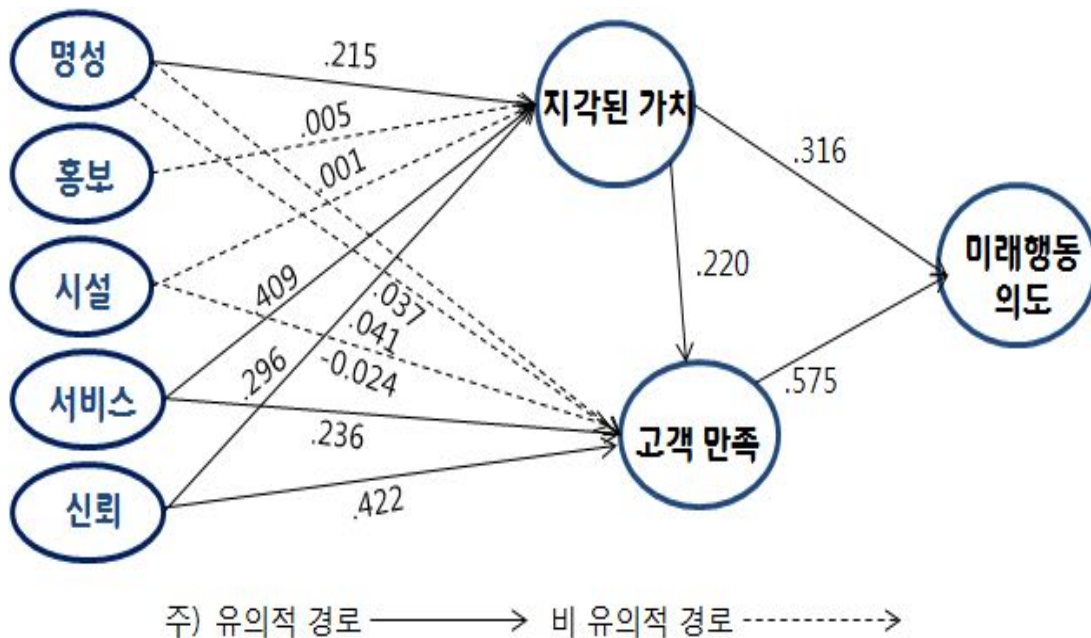 명성
홍보
시설
서비스
신뢰
.215
.005
.001
.409
.296
.037
.041
-0.024
.236
.422
지각된 가치
.316
.220
고객 만족
.575
미래행동
의도
주) 유의적 경로 비 유의적 경로